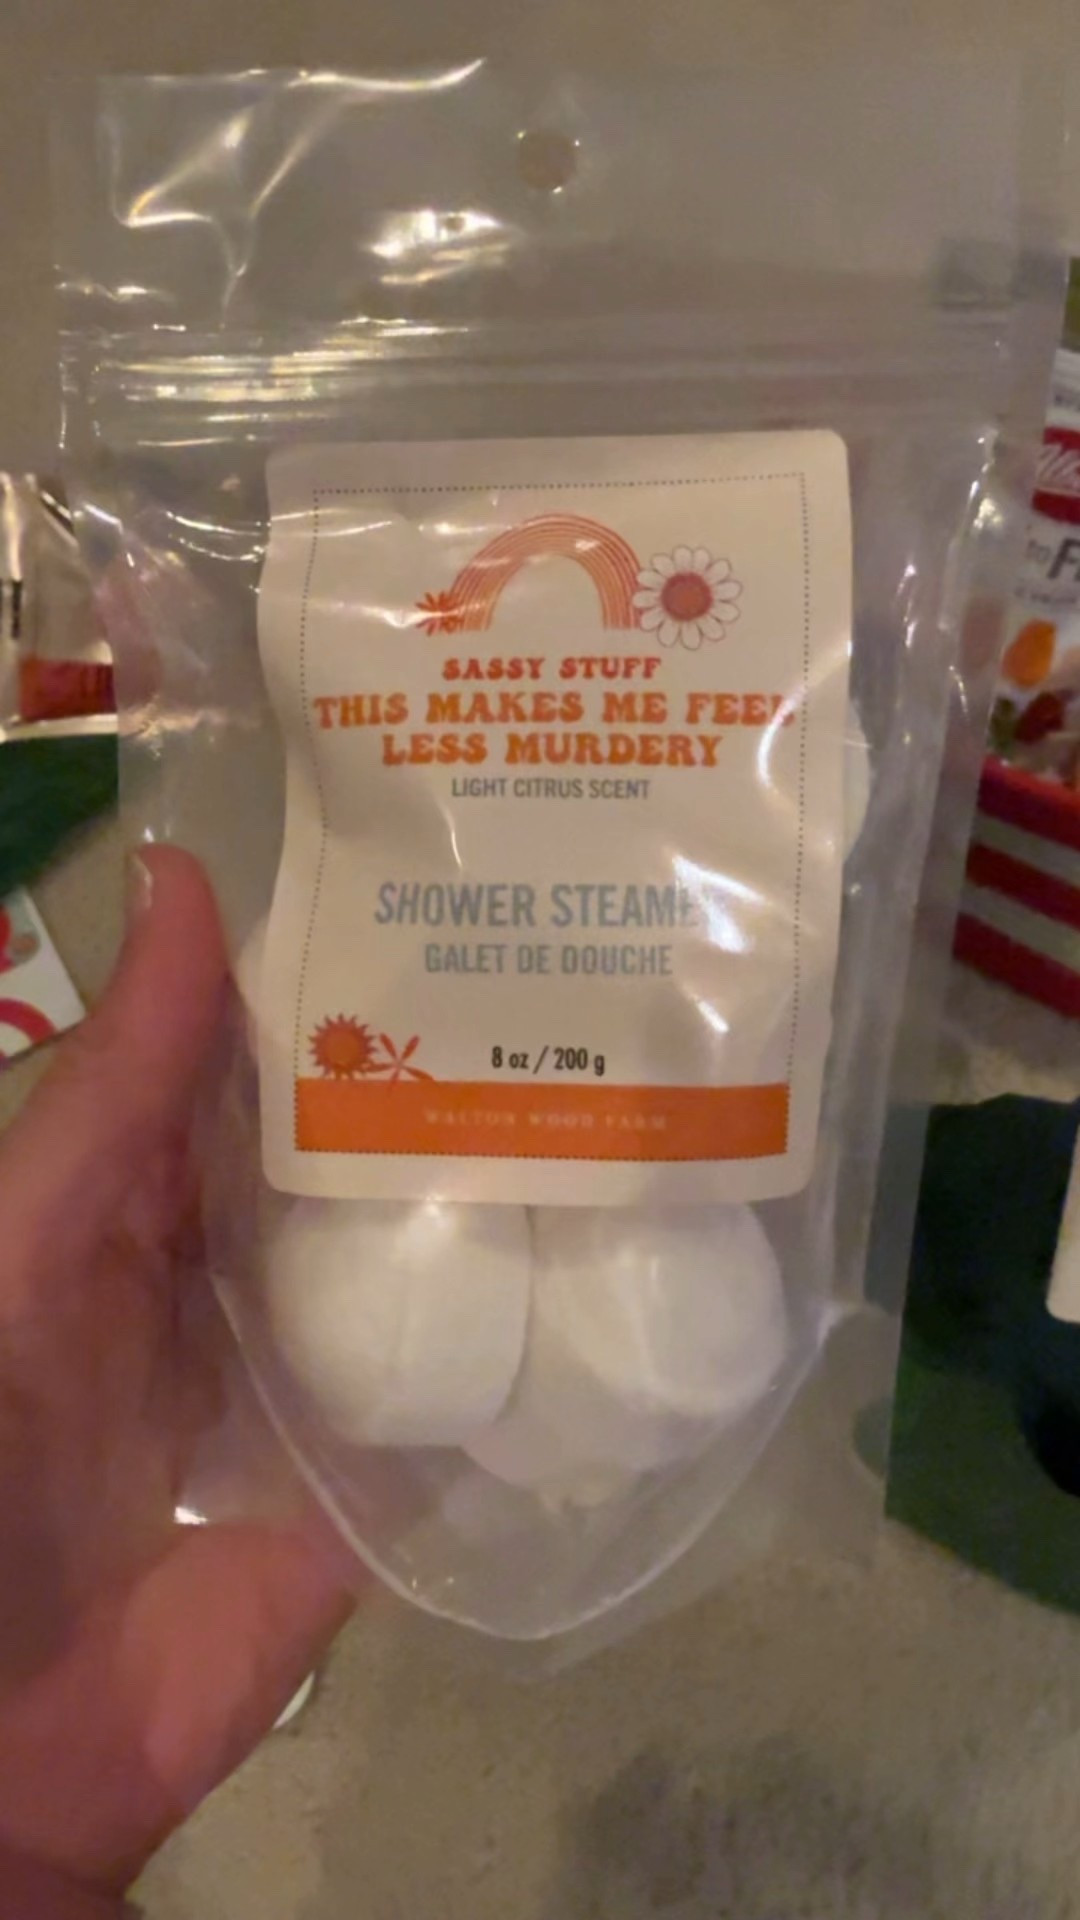 SASSY STUFF
THIS MAKES ME FEEL
LESS MURDERY
LIGHT CITRUS SCENT
SHOWER STEAMER
GALET DE DOUCHE
8 oz / 200 g
WALTON WOOD FARM